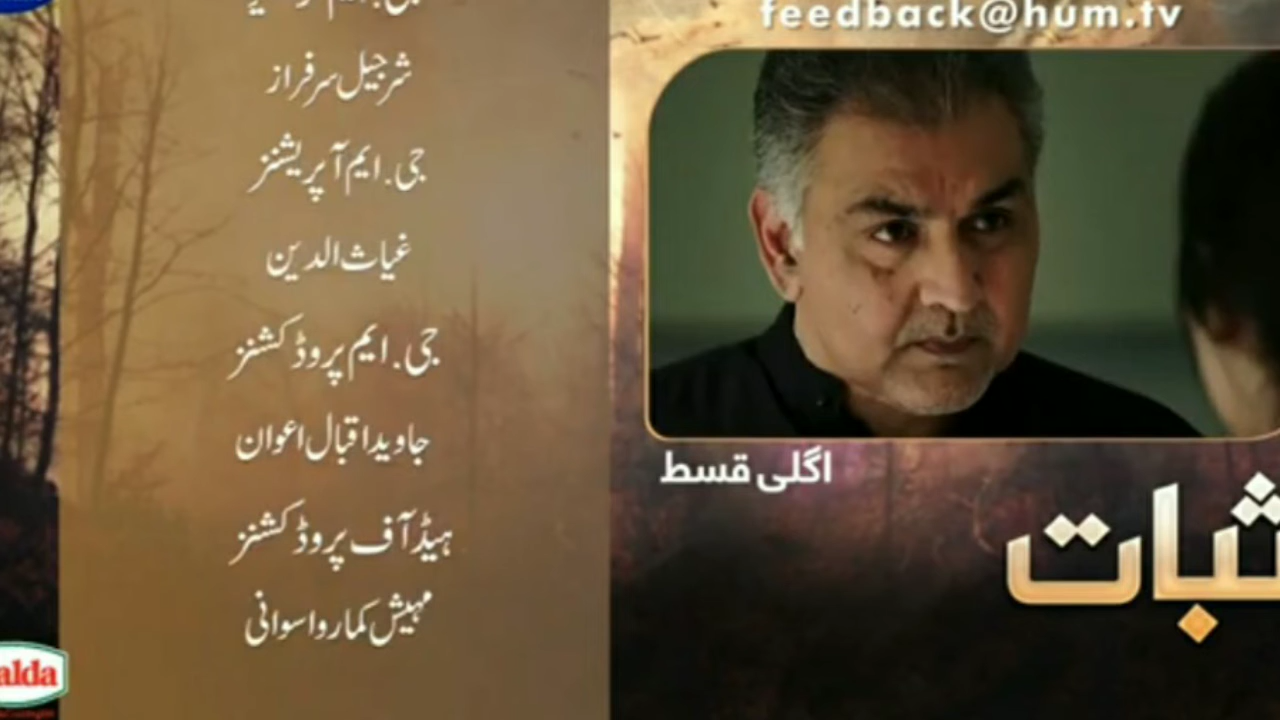 شرجیل سرفراز
جی.ایم آپریشنز
غیاث الدین
جی.ایم پروڈکشنز
جاوید اقبال اعوان
ہیڈ آف پروڈکشنز
مہیش کمار واسوانی
feedback@hum.tv
اگلی قسط
ثبات
alda